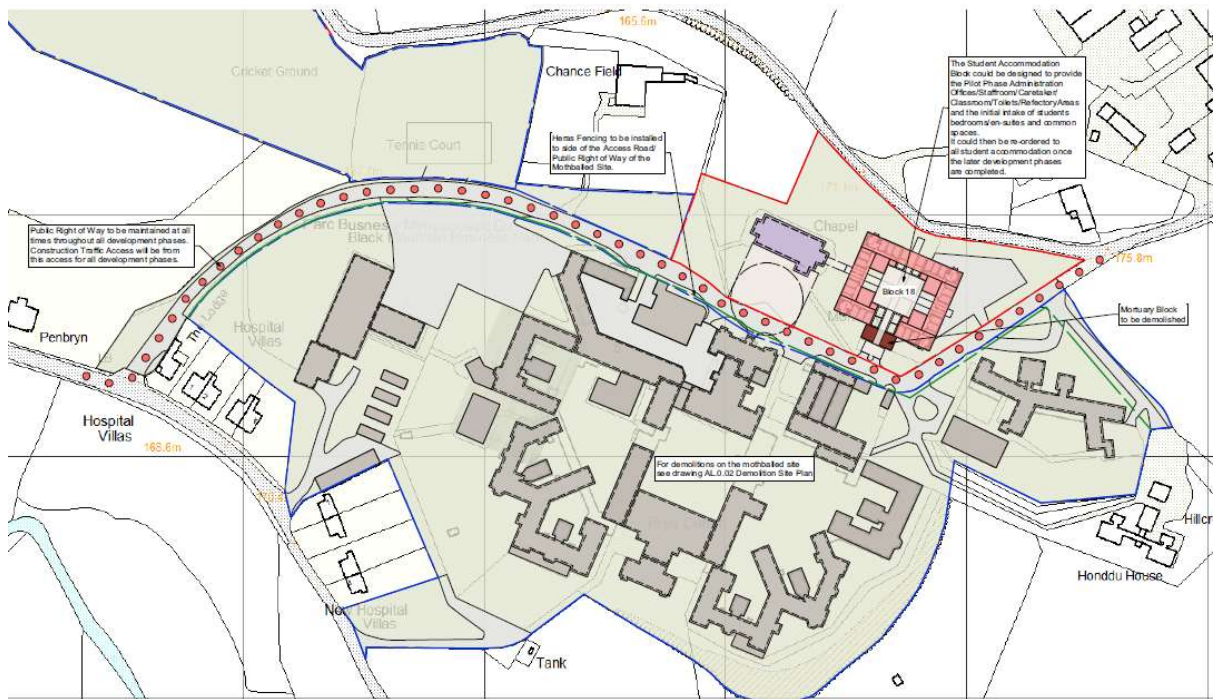 165.6m
Cricket Ground
Chance Field
The Student Accommodation
Block could be designed to provide
the Pilot Phase Administration
Offices/Staffroom/Caretaker/
Classroom/Toilets/RefectoryAreas
and the initial intake of students
bedrooms/en-suites and common
spaces.
It could then be re-ordered to
all student accommodation once
the later development phases
are completed.
Tennis Court
Heras Fencing to be installed
to side of the Access Road/
Public Right of Way of the
Mothballed Site.
Public Right of Way to be maintained at all
times throughout all development phases.
Construction Traffic Access will be from
this access for all development phases.
Parc Busness
Chapel
175.8m
Block 18
Mortuary Block
to be demolished
Lodge
Hospital
Villas
Penbryn
Hospital
Villas
168.6m
For demolitions on the mothballed site
see drawing AL.0.02 Demolition Site Plan
Honddu House
New Hospital
Villas
Tank